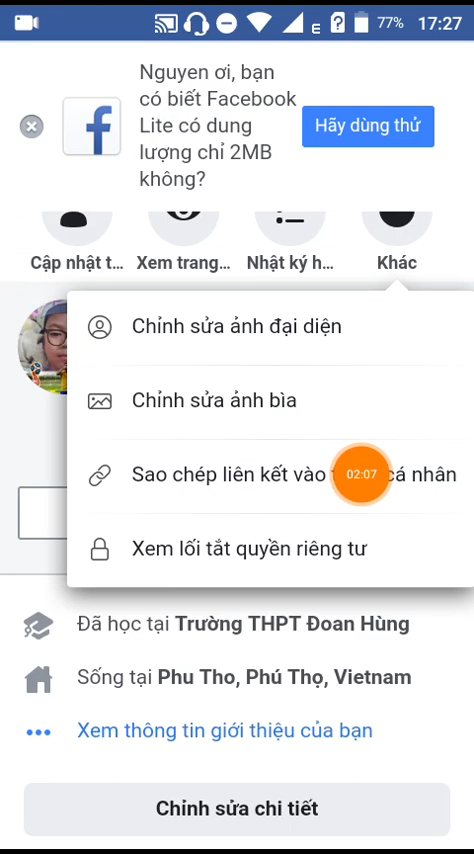 E
77%
17:27
Nguyen ơi, bạn
có biết Facebook
Lite có dung
lượng chỉ 2MB
không?
Hãy dùng thử
Cập nhật t...
Xem trang...
Nhật ký h...
Khác
Chỉnh sửa ảnh đại diện
Chỉnh sửa ảnh bìa
Sao chép liên kết vào cá nhân
02:07
Xem lối tắt quyền riêng tư
Đã học tại Trường THPT Đoan Hùng
Sống tại Phu Tho, Phú Thọ, Vietnam
Xem thông tin giới thiệu của bạn
Chỉnh sửa chi tiết